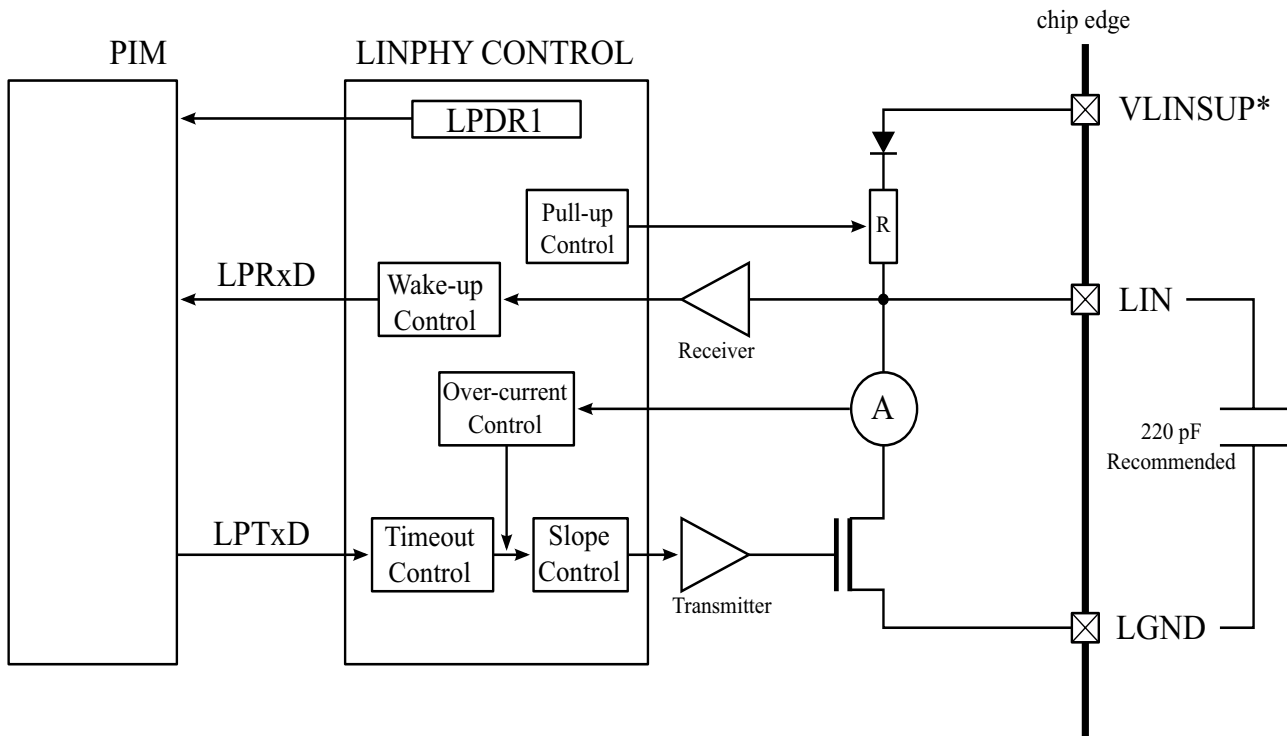 chip edge
PIM
LINPHY CONTROL
LPDR1
VLINSUP*
Pull-up
Control
R
LPRxD
Wake-up
Control
Receiver
LIN
Over-current
Control
A
220 pF
Recommended
LPTxD
Timeout
Control
Slope
Control
Transmitter
LGND